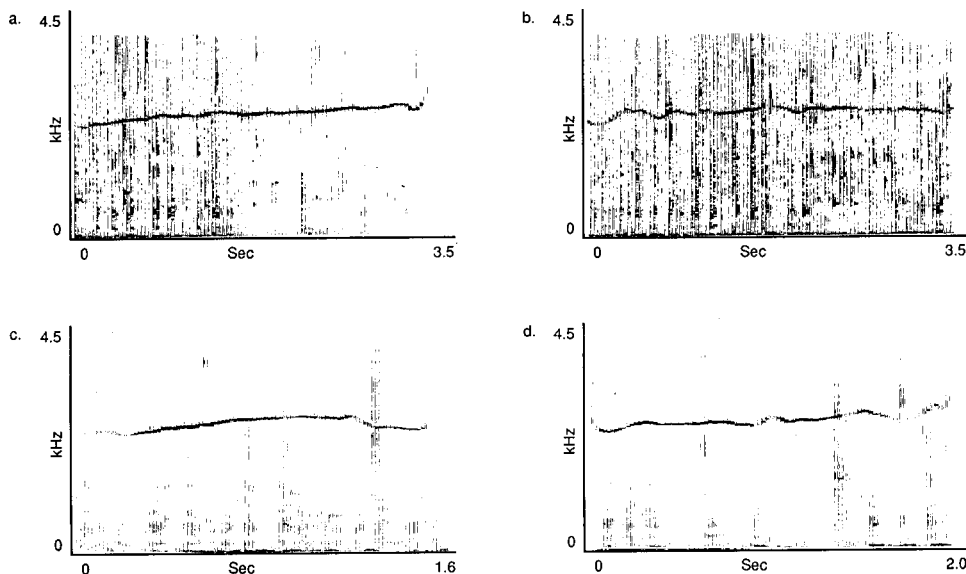 a. 4.5
kHz
0
0 Sec 3.5
b. 4.5
kHz
0
0 Sec 3.5
c. 4.5
kHz
0
0 Sec 1.6
d. 4.5
kHz
0
0 Sec 2.0